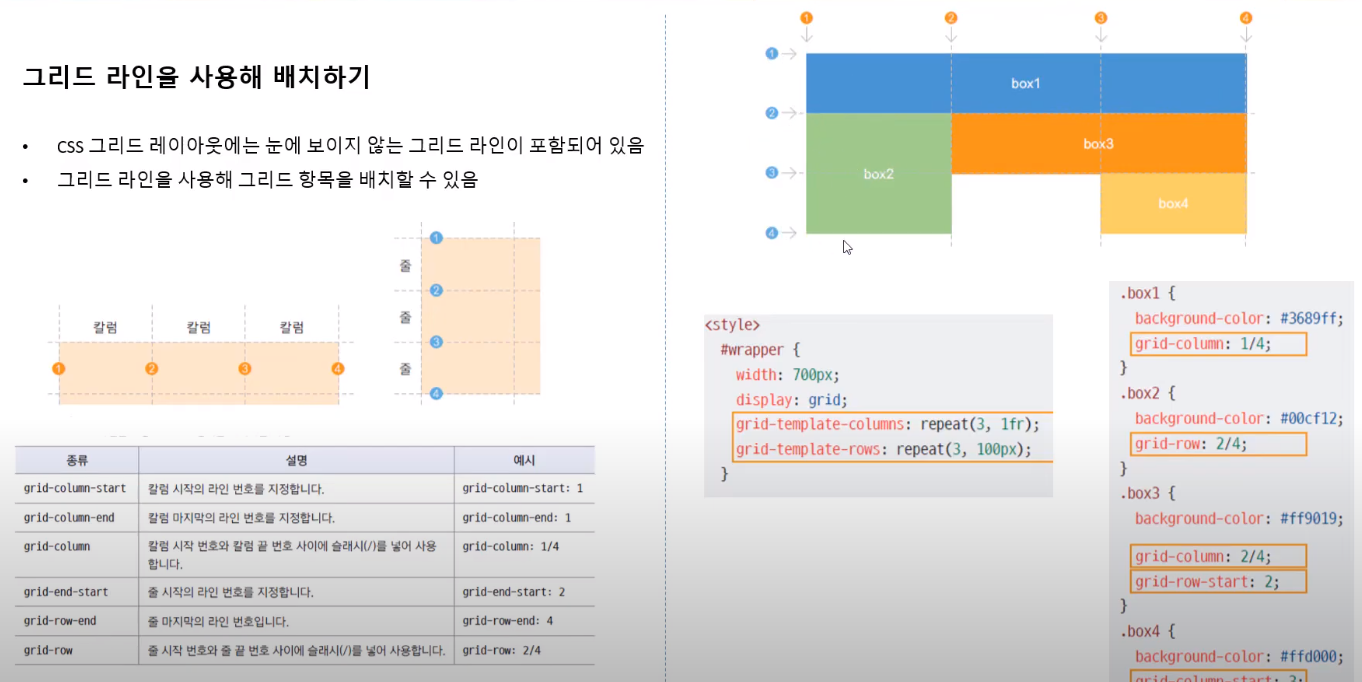 그리드 라인을 사용해 배치하기
• css 그리드 레이아웃에는 눈에 보이지 않는 그리드 라인이 포함되어 있음
• 그리드 라인을 사용해 그리드 항목을 배치할 수 있음
칼럼 칼럼 칼럼
1 2 3 4
1
줄
2
줄
3
줄
4
종류 설명 예시
grid-column-start 칼럼 시작의 라인 번호를 지정합니다. grid-column-start: 1
grid-column-end 칼럼 마지막의 라인 번호를 지정합니다. grid-column-end: 1
grid-column 칼럼 시작 번호와 칼럼 끝 번호 사이에 슬래시(/)를 넣어 사용 grid-column: 1/4
합니다.
grid-end-start 줄 시작의 라인 번호를 지정합니다. grid-end-start: 2
grid-row-end 줄 마지막의 라인 번호입니다. grid-row-end: 4
grid-row 줄 시작 번호와 줄 끝 번호 사이에 슬래시(/)를 넣어 사용합니다. grid-row: 2/4
1 2 3 4
1
box1
2
box3
3
box2
box4
4
<style>
#wrapper {
width: 700px;
display: grid;
grid-template-columns: repeat(3, 1fr);
grid-template-rows: repeat(3, 100px);
}
.box1 {
background-color: #3689ff;
grid-column: 1/4;
}
.box2 {
background-color: #00cf12;
grid-row: 2/4;
}
.box3 {
background-color: #ff9019;
grid-column: 2/4;
grid-row-start: 2;
}
.box4 {
background-color: #ffd000;
grid-column-start: 3;